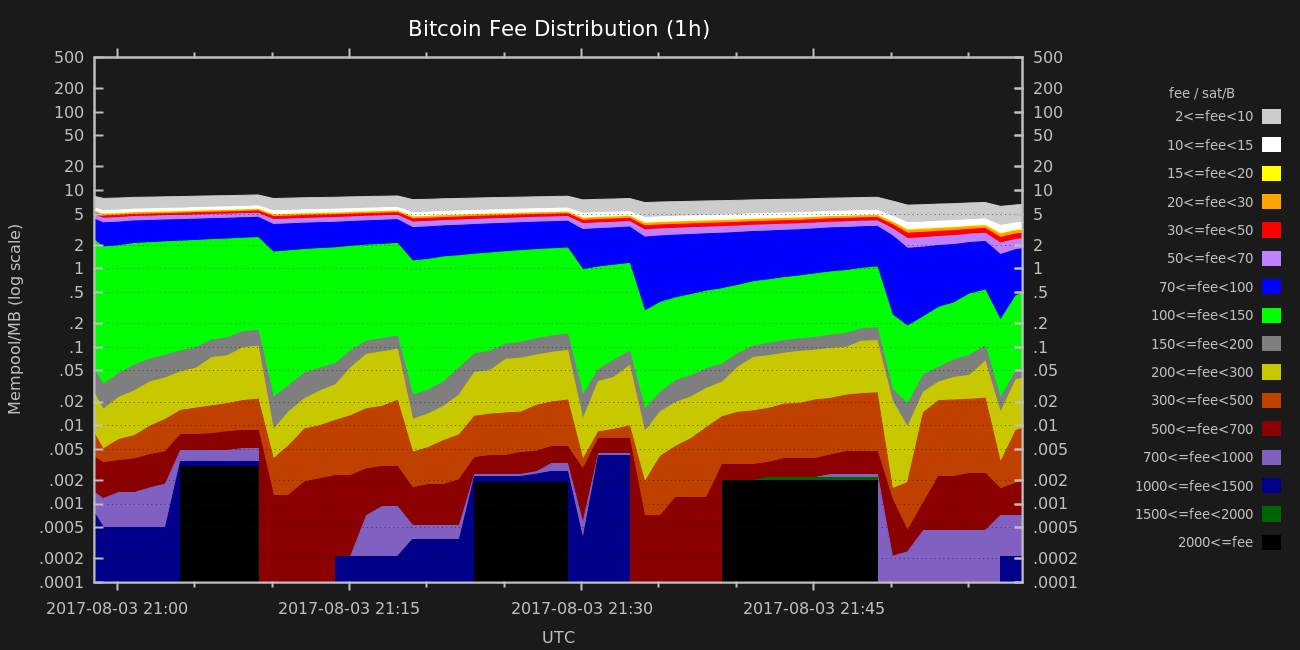 Bitcoin Fee Distribution (1h)
Mempool/MB (log scale)
500
200
100
50
20
10
5
2
1
.5
.2
.1
.05
.02
.01
.005
.002
.001
.0005
.0002
.0001
500
200
100
50
20
10
5
2
1
.5
.2
.1
.05
.02
.01
.005
.002
.001
.0005
.0002
.0001
2017-08-03 21:00
2017-08-03 21:15
2017-08-03 21:30
2017-08-03 21:45
UTC
fee / sat/B
2<=fee<10
10<=fee<15
15<=fee<20
20<=fee<30
30<=fee<50
50<=fee<70
70<=fee<100
100<=fee<150
150<=fee<200
200<=fee<300
300<=fee<500
500<=fee<700
700<=fee<1000
1000<=fee<1500
1500<=fee<2000
2000<=fee